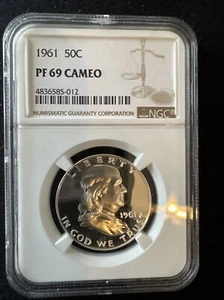 1961 50C
PF 69 CAMEO
NUMISMATIC GUARANTY CORPORATION
4836585-012
NGC
LIBERTY
1961
IN GOD WE TRUST